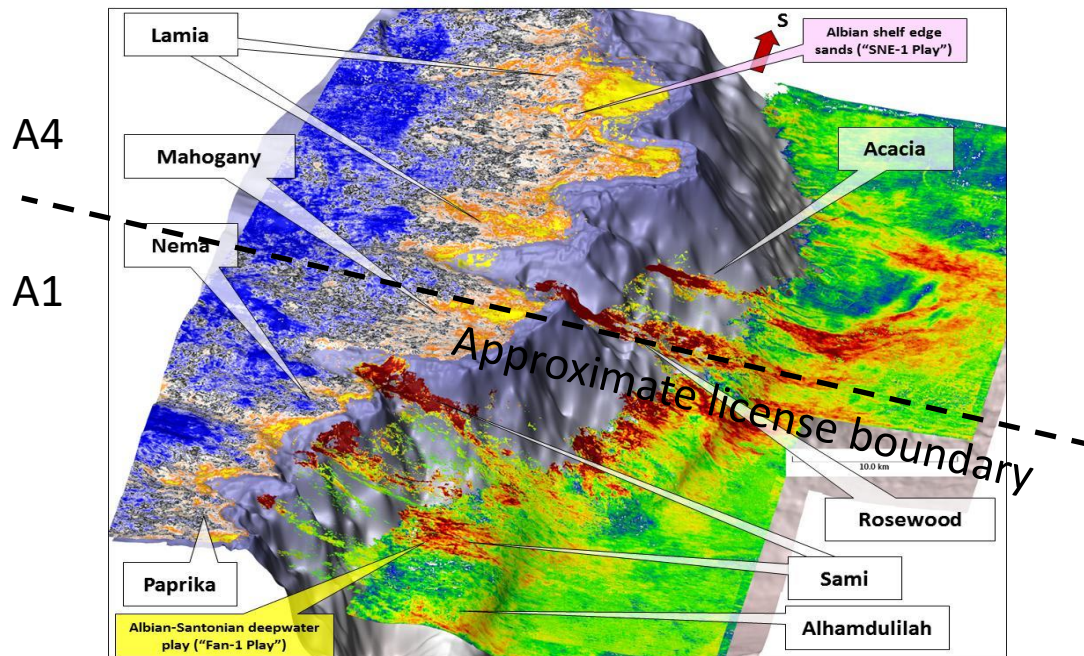 Lamia
S
Albian shelf edge
sands (“SNE-1 Play”)
A4
Mahogany
Acacia
Nema
A1
Approximate license boundary
10.0 km
Rosewood
Paprika
Sami
Albian-Santonian deepwater
play (“Fan-1 Play”)
Alhamdulilah